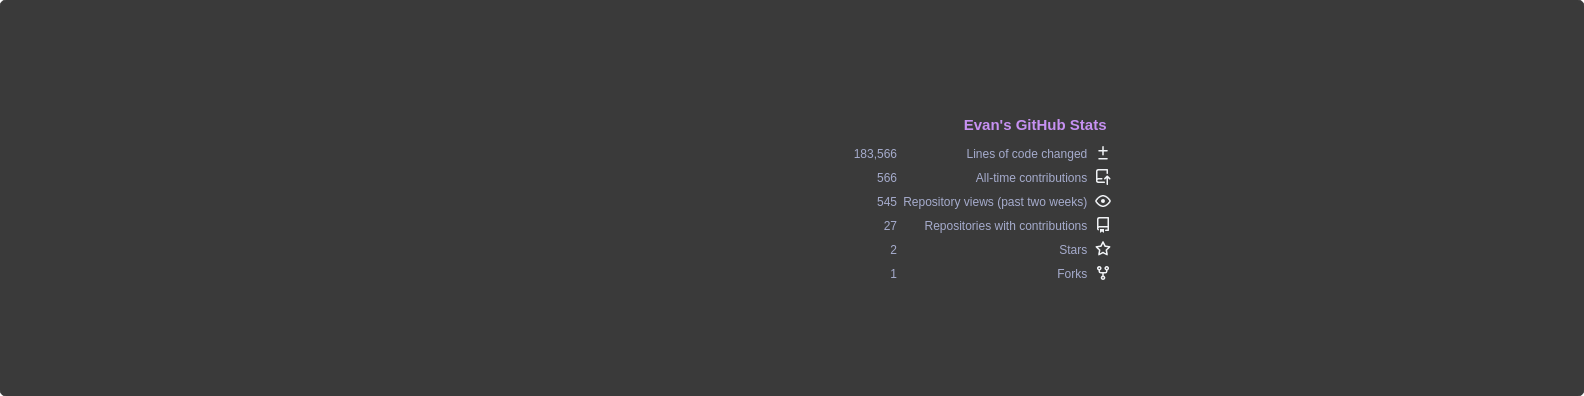 Evan's GitHub Stats
183,566 Lines of code changed
566 All-time contributions
545 Repository views (past two weeks)
27 Repositories with contributions
2 Stars
1 Forks